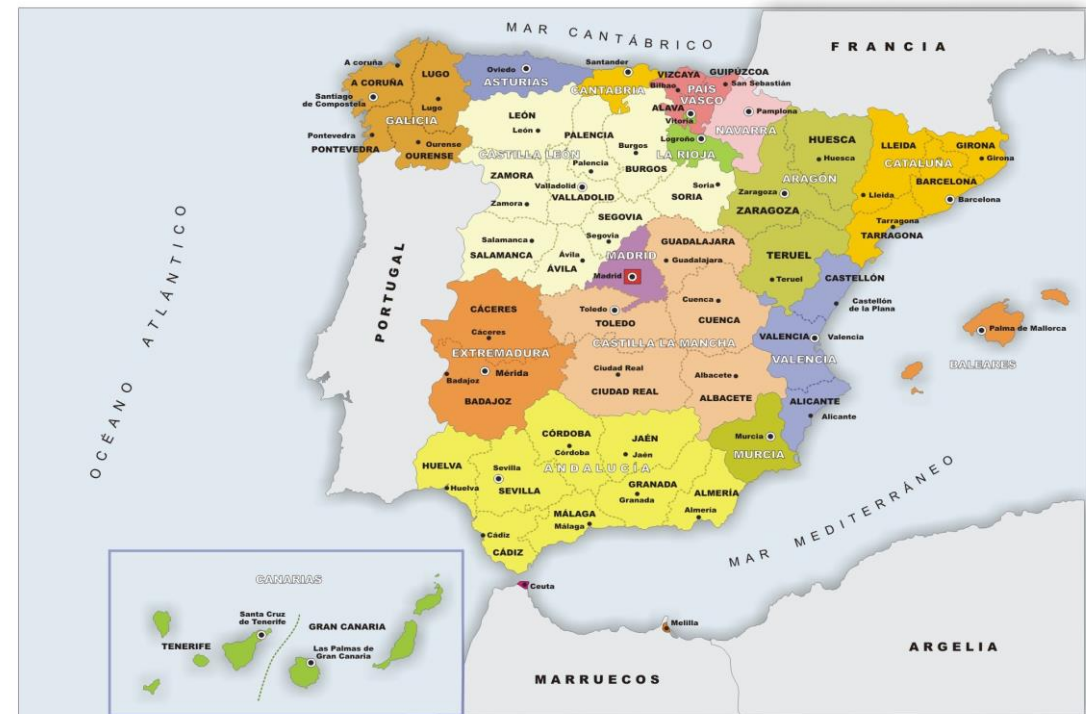 MAR CANTÁBRICO
FRANCIA
OCÉANO ATLÁNTICO
PORTUGAL
MAR MEDITERRÁNEO
MARRUECOS
ARGELIA
A coruña
A CORUÑA
LUGO
Lugo
Santiago
de Compostela
GALICIA
Pontevedra
PONTEVEDRA
Ourense
OURENSE
Oviedo
ASTURIAS
Santander
CANTABRIA
VIZCAYA
Bilbao
GUIPÚZCOA
San Sebastián
PAÍS
VASCO
ALAVA
Vitoria
Pamplona
NAVARRA
Logroño
LA RIOJA
LEÓN
León
PALENCIA
Palencia
Burgos
BURGOS
CASTILLA LEÓN
ZAMORA
Zamora
Valladolid
VALLADOLID
Soria
SORIA
SEGOVIA
Segovia
Salamanca
SALAMANCA
Ávila
ÁVILA
MADRID
Madrid
HUESCA
Huesca
ARAGÓN
Zaragoza
ZARAGOZA
TERUEL
Teruel
LLEIDA
Lleida
GIRONA
Girona
CATALUÑA
BARCELONA
Barcelona
Tarragona
TARRAGONA
GUADALAJARA
Guadalajara
Cuenca
CUENCA
Toledo
TOLEDO
CASTILLA LA MANCHA
Ciudad Real
CIUDAD REAL
Albacete
ALBACETE
CÁCERES
Cáceres
EXTREMADURA
Mérida
Badajoz
BADAJOZ
CASTELLÓN
Castellón
de la Plana
VALENCIA
Valencia
VALENCIA
ALICANTE
Alicante
Palma de Mallorca
BALEARES
Murcia
MURCIA
CÓRDOBA
Córdoba
JAÉN
Jaén
ANDALUCÍA
HUELVA
Huelva
Sevilla
SEVILLA
GRANADA
Granada
ALMERÍA
Almería
MÁLAGA
Málaga
Cádiz
CÁDIZ
Ceuta
Melilla
CANARIAS
Santa Cruz
de Tenerife
TENERIFE
GRAN CANARIA
Las Palmas de
Gran Canaria